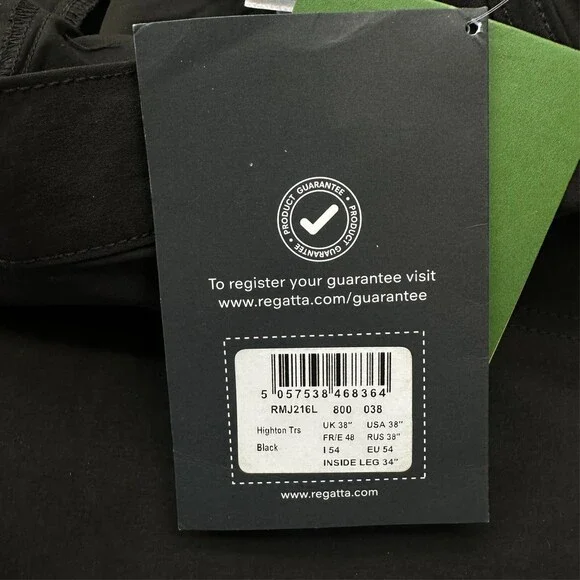 PRODUCT GUARANTEE • PRODUCT GUARANTEE •
To register your guarantee visit
www.regatta.com/guarantee
5 057538 468364
RMJ216L 800 038
Highton Trs UK 38" USA 38"
Black FR/E 48 RUS 38"
I 54 EU 54
INSIDE LEG 34"
www.regatta.com